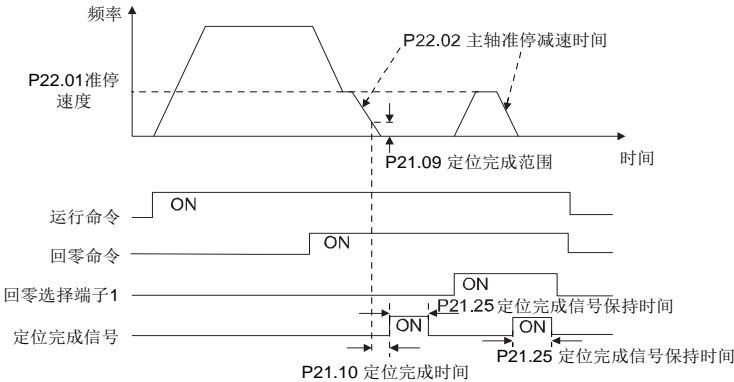 频率
P22.02 主轴准停减速时间
P22.01准停
速度
P21.09 定位完成范围
时间
运行命令
ON
回零命令
ON
回零选择端子1
ON
P21.25定位完成信号保持时间
定位完成信号
ON
ON
P21.25 定位完成信号保持时间
P21.10 定位完成时间